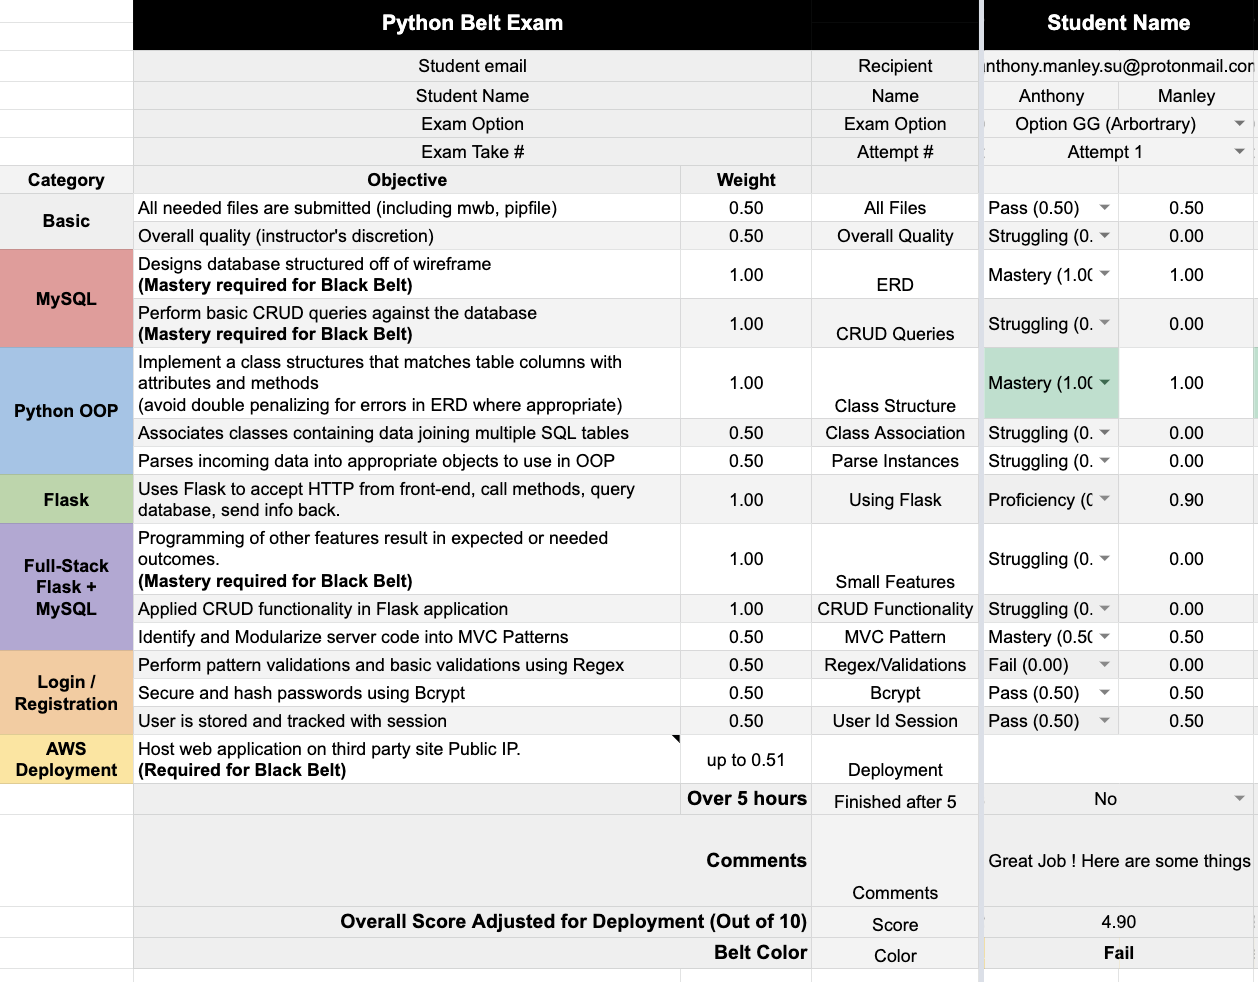 Python Belt Exam Student Name
Student email Recipient anthony.manley.su@protonmail.com
Student Name Name Anthony Manley
Exam Option Exam Option Option GG (Arbortrary)
Exam Take # Attempt # Attempt 1
Category Objective Weight
Basic
All needed files are submitted (including mwb, pipfile) 0.50 All Files Pass (0.50) 0.50
Overall quality (instructor's discretion) 0.50 Overall Quality Struggling (0. 0.00
MySQL
Designs database structured off of wireframe
(Mastery required for Black Belt) 1.00 ERD Mastery (1.00 1.00
Perform basic CRUD queries against the database
(Mastery required for Black Belt) 1.00 CRUD Queries Struggling (0. 0.00
Python OOP
Implement a class structures that matches table columns with
attributes and methods
(avoid double penalizing for errors in ERD where appropriate) 1.00 Class Structure Mastery (1.00 1.00
Associates classes containing data joining multiple SQL tables 0.50 Class Association Struggling (0. 0.00
Parses incoming data into appropriate objects to use in OOP 0.50 Parse Instances Struggling (0. 0.00
Flask
Uses Flask to accept HTTP from front-end, call methods, query
database, send info back. 1.00 Using Flask Proficiency (0 0.90
Full-Stack
Flask +
MySQL
Programming of other features result in expected or needed
outcomes.
(Mastery required for Black Belt) 1.00 Small Features Struggling (0. 0.00
Applied CRUD functionality in Flask application 1.00 CRUD Functionality Struggling (0. 0.00
Identify and Modularize server code into MVC Patterns 0.50 MVC Pattern Mastery (0.50 0.50
Login /
Registration
Perform pattern validations and basic validations using Regex 0.50 Regex/Validations Fail (0.00) 0.00
Secure and hash passwords using Bcrypt 0.50 Bcrypt Pass (0.50) 0.50
User is stored and tracked with session 0.50 User Id Session Pass (0.50) 0.50
AWS
Deployment
Host web application on third party site Public IP.
(Required for Black Belt) up to 0.51 Deployment
Over 5 hours Finished after 5 No
Comments Comments Great Job ! Here are some things
Overall Score Adjusted for Deployment (Out of 10) Score 4.90
Belt Color Color Fail